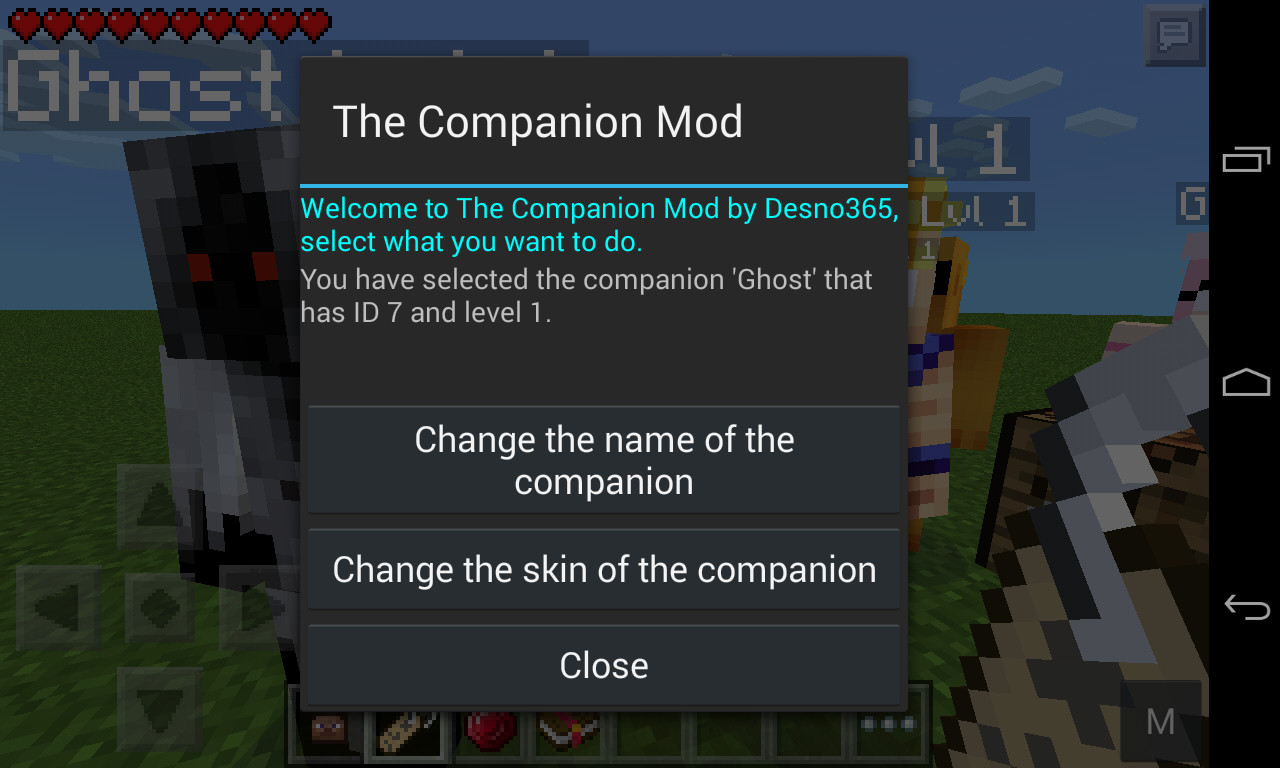 Ghost
The Companion Mod
Lvl 1
G
1
Welcome to The Companion Mod by Desno365,
select what you want to do.
You have selected the companion 'Ghost' that
has ID 7 and level 1.
Change the name of the
companion
Change the skin of the companion
Close
M